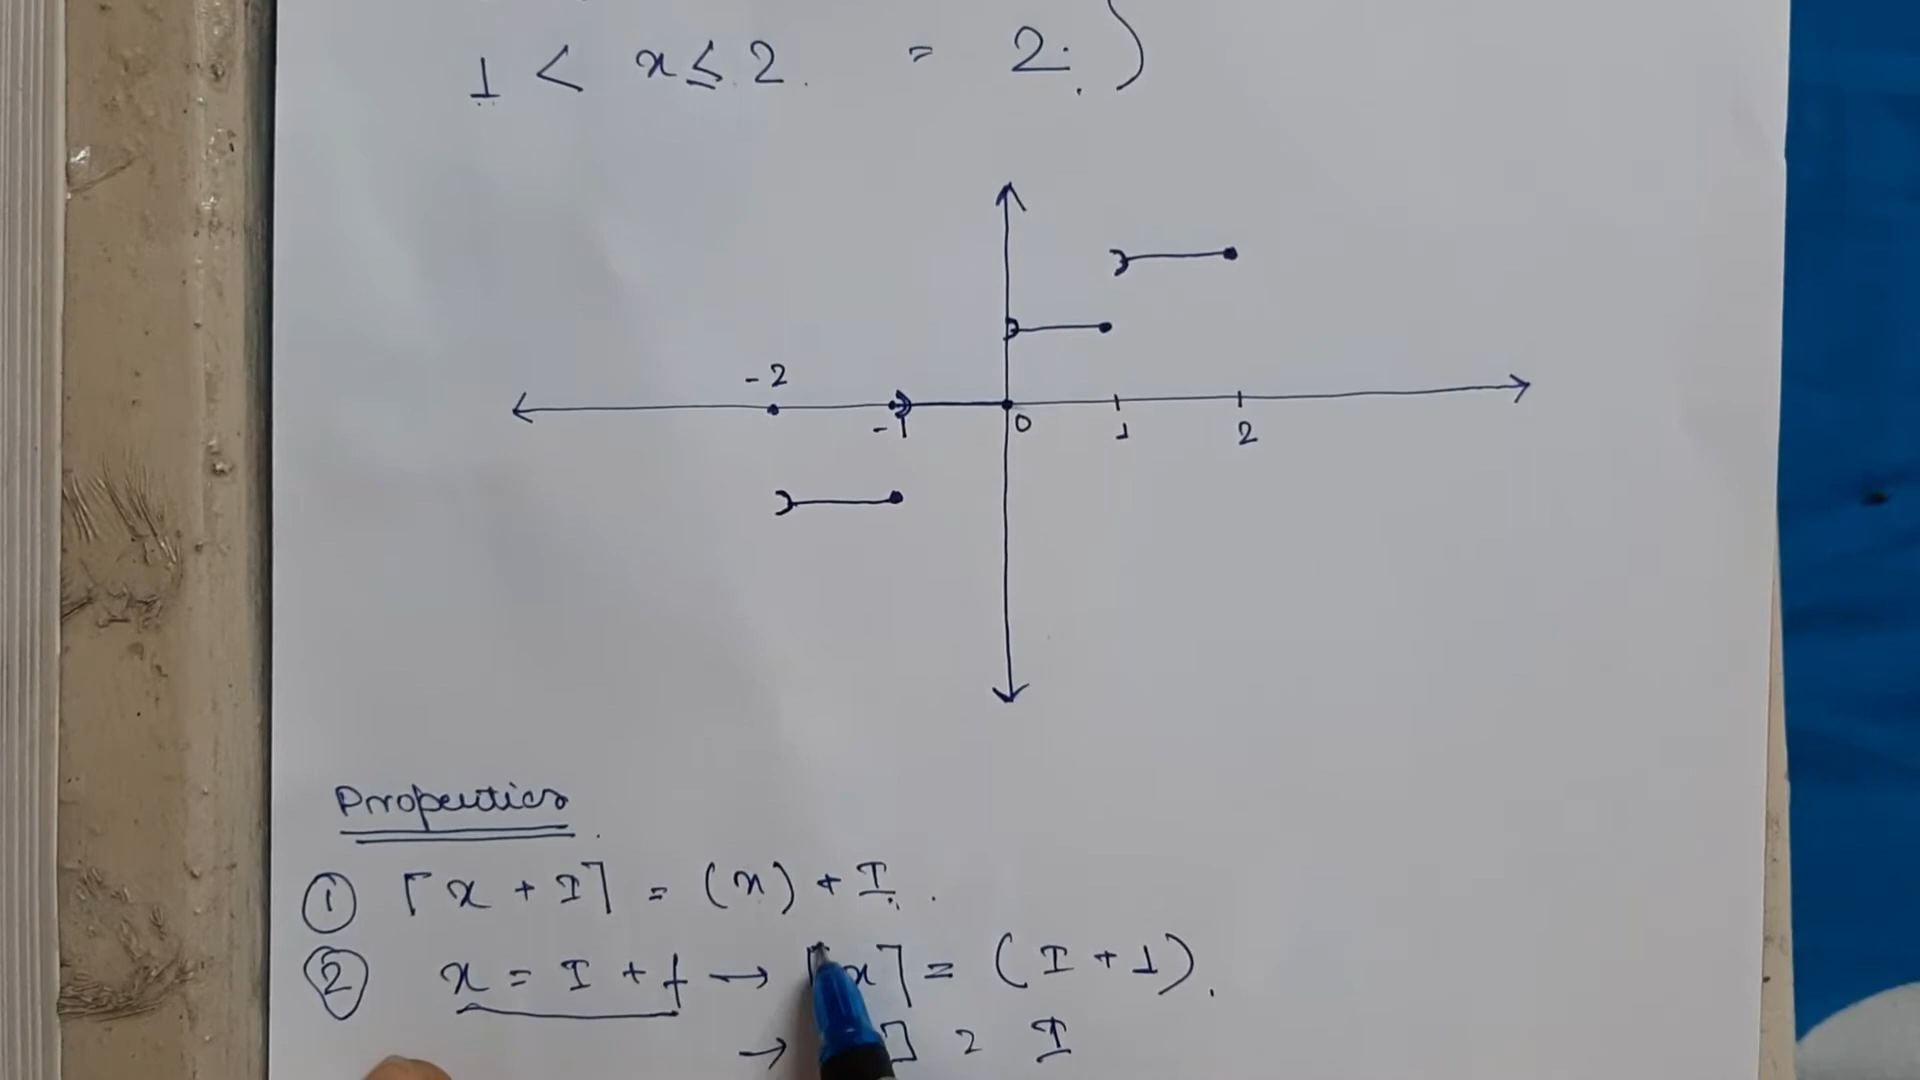 1 < x ≤ 2. = 2.)
-2
-1 0 1 2
Properties
① ⌈x + I⌉ = (x) + I.
② x = I + f → ⌈x⌉ = (I + 1).
→ ⌉ = I